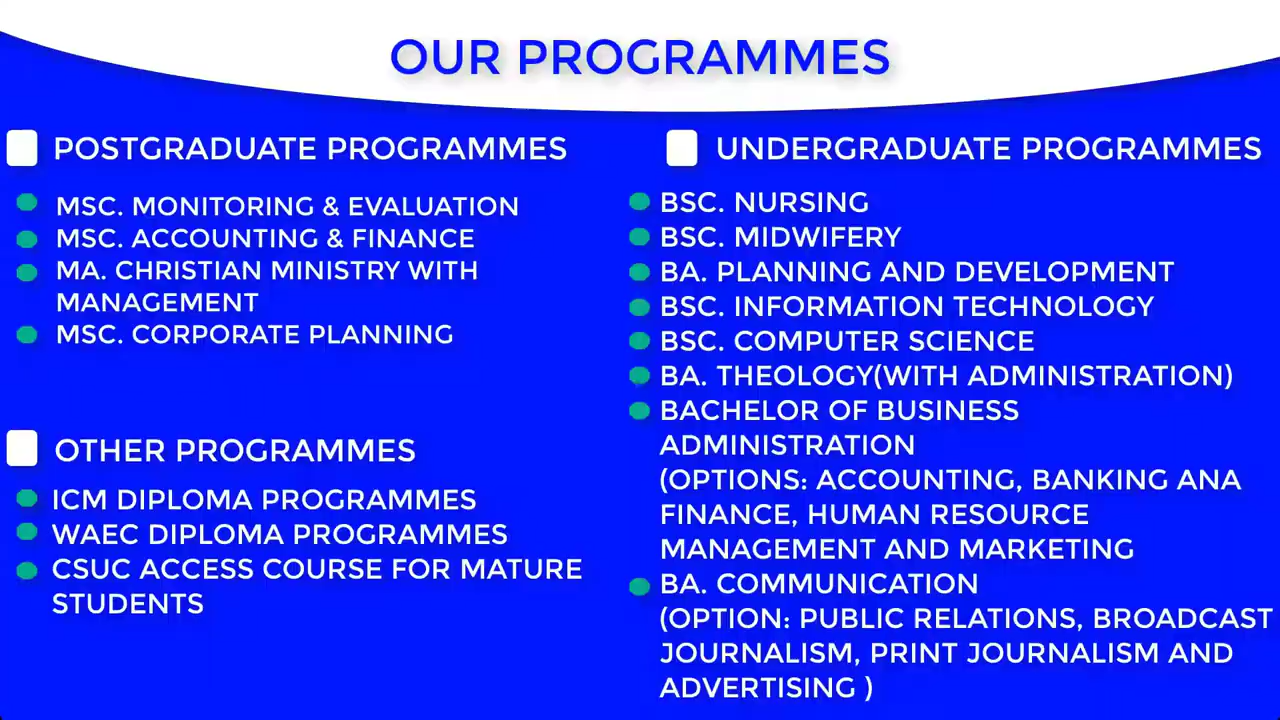 OUR PROGRAMMES
POSTGRADUATE PROGRAMMES
MSC. MONITORING & EVALUATION
MSC. ACCOUNTING & FINANCE
MA. CHRISTIAN MINISTRY WITH
MANAGEMENT
MSC. CORPORATE PLANNING
OTHER PROGRAMMES
ICM DIPLOMA PROGRAMMES
WAEC DIPLOMA PROGRAMMES
CSUC ACCESS COURSE FOR MATURE
STUDENTS
UNDERGRADUATE PROGRAMMES
BSC. NURSING
BSC. MIDWIFERY
BA. PLANNING AND DEVELOPMENT
BSC. INFORMATION TECHNOLOGY
BSC. COMPUTER SCIENCE
BA. THEOLOGY(WITH ADMINISTRATION)
BACHELOR OF BUSINESS
ADMINISTRATION
(OPTIONS: ACCOUNTING, BANKING ANA
FINANCE, HUMAN RESOURCE
MANAGEMENT AND MARKETING
BA. COMMUNICATION
(OPTION: PUBLIC RELATIONS, BROADCAST
JOURNALISM, PRINT JOURNALISM AND
ADVERTISING )